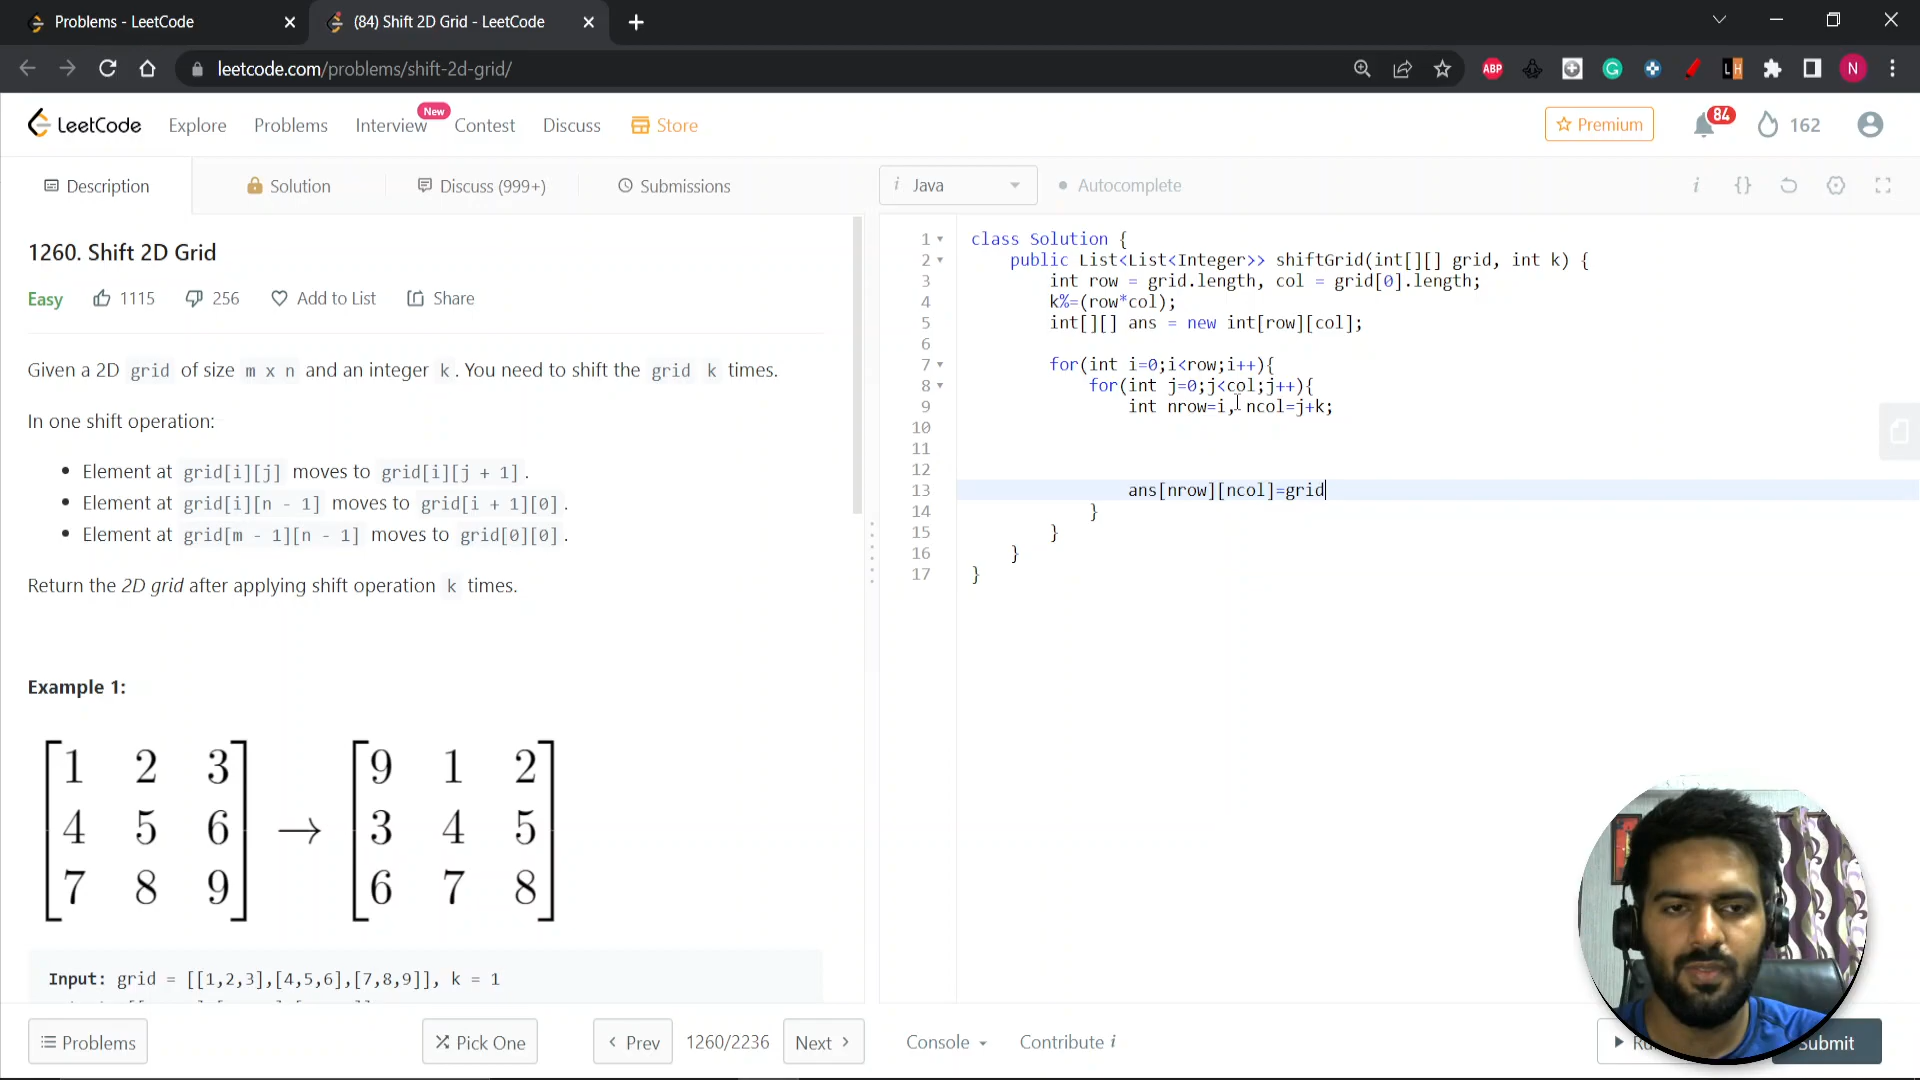 Problems - LeetCode
(84) Shift 2D Grid - LeetCode
leetcode.com/problems/shift-2d-grid/
ABP
LH
N
LeetCode
Explore
Problems
Interview
New
Contest
Discuss
Store
Premium
84
162
Description
Solution
Discuss (999+)
Submissions
i Java
Autocomplete
1260. Shift 2D Grid
Easy 1115 256 Add to List Share
Given a 2D grid of size m x n and an integer k. You need to shift the grid k times.
In one shift operation:
• Element at grid[i][j] moves to grid[i][j + 1].
• Element at grid[i][n - 1] moves to grid[i + 1][0].
• Element at grid[m - 1][n - 1] moves to grid[0][0].
Return the 2D grid after applying shift operation k times.
Example 1:
1 2 3 9 1 2
4 5 6 → 3 4 5
7 8 9 6 7 8
Input: grid = [[1,2,3],[4,5,6],[7,8,9]], k = 1
1 class Solution {
2 public List<List<Integer>> shiftGrid(int[][] grid, int k) {
3 int row = grid.length, col = grid[0].length;
4 k%=(row*col);
5 int[][] ans = new int[row][col];
6
7 for(int i=0;i<row;i++){
8 for(int j=0;j<col;j++){
9 int nrow=i, ncol=j+k;
10
11
12
13 ans[nrow][ncol]=grid
14 }
15 }
16 }
17 }
Problems
Pick One
Prev
1260/2236
Next
Console
Contribute i
Submit